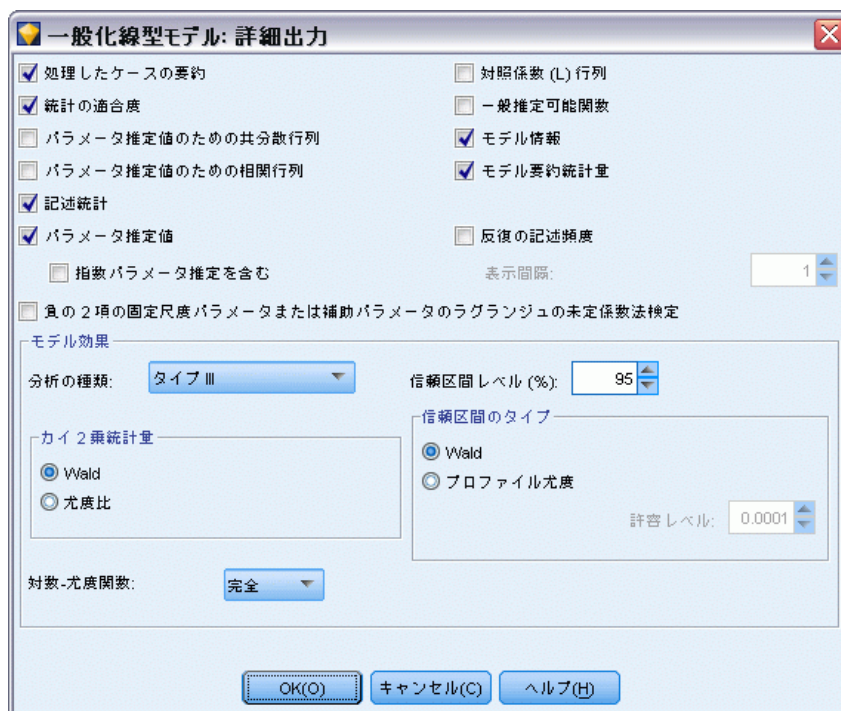 一般化線型モデル: 詳細出力
処理したケースの要約
対照係数 (L) 行列
統計の適合度
一般推定可能関数
パラメータ推定値のための共分散行列
モデル情報
パラメータ推定値のための相関行列
モデル要約統計量
記述統計
パラメータ推定値
反復の記述頻度
指数パラメータ推定を含む
表示間隔: 1
負の2項の固定尺度パラメータまたは補助パラメータのラグランジュの未定係数法検定
モデル効果
分析の種類: タイプ III
信頼区間レベル (%): 95
カイ2乗統計量
Wald
尤度比
信頼区間のタイプ
Wald
プロファイル尤度
許容レベル: 0.0001
対数-尤度関数: 完全
OK(O) キャンセル(C) ヘルプ(H)